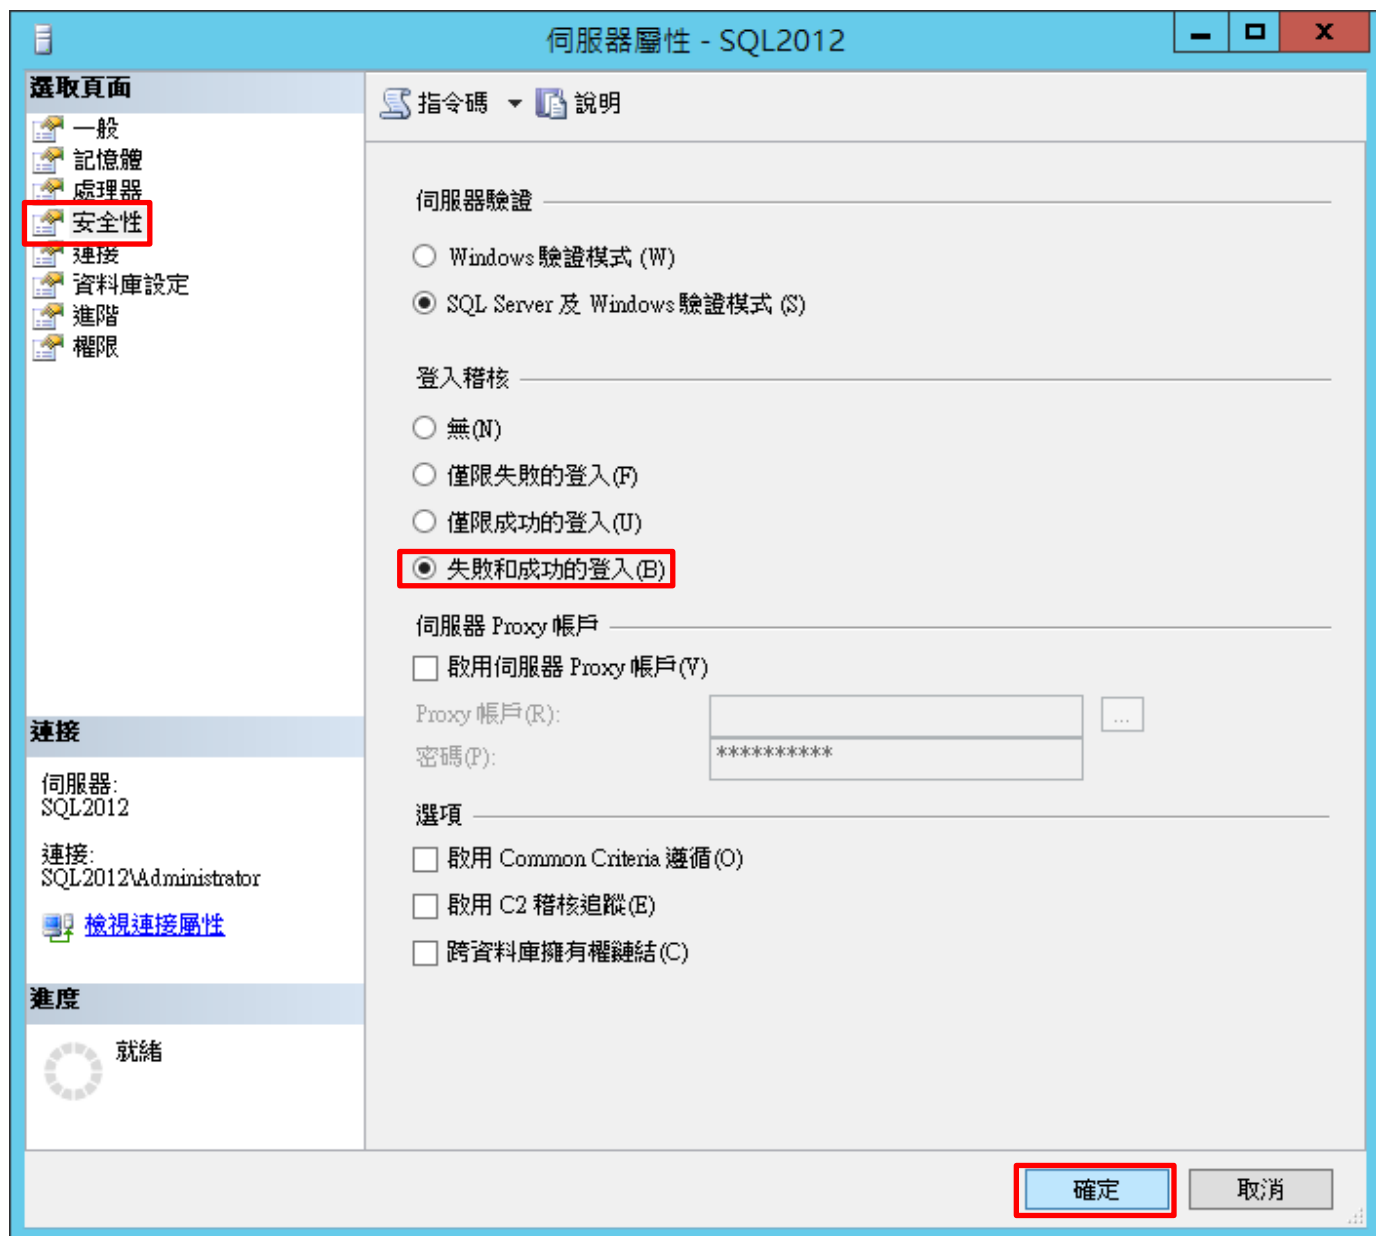 伺服器屬性 - SQL2012
選取頁面
一般
記憶體
處理器
安全性
連接
資料庫設定
進階
權限
連接
伺服器:
SQL2012
連接:
SQL2012\Administrator
檢視連接屬性
進度
就緒
指令碼 說明
伺服器驗證
Windows 驗證模式 (W)
SQL Server 及 Windows 驗證模式 (S)
登入稽核
無(N)
僅限失敗的登入(F)
僅限成功的登入(U)
失敗和成功的登入(B)
伺服器 Proxy 帳戶
啟用伺服器 Proxy 帳戶(V)
Proxy 帳戶(R):
...
密碼(P): **********
選項
啟用 Common Criteria 遵循(O)
啟用 C2 稽核追蹤(E)
跨資料庫擁有權鏈結(C)
確定 取消